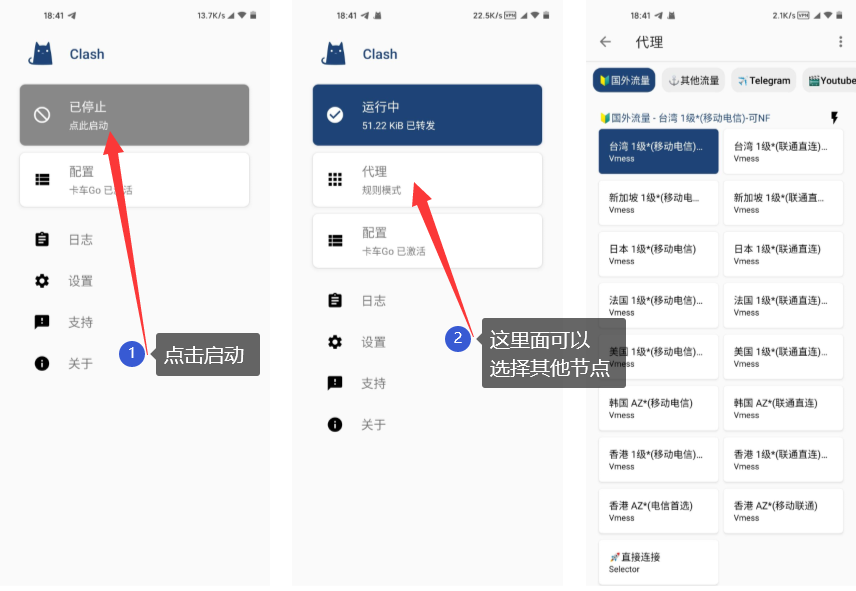 18:41
13.7K/s
Clash
已停止
点此启动
配置
卡车Go 已激活
日志
设置
支持
关于
1
点击启动
18:41
22.5K/s VPN
Clash
运行中
51.22 KiB 已转发
代理
规则模式
配置
卡车Go 已激活
日志
设置
支持
关于
2
这里面可以
选择其他节点
18:41
2.1K/s VPN
代理
国外流量
其他流量
Telegram
Youtube
国外流量 - 台湾 1级*(移动电信)-可NF
台湾 1级*(移动电信)...
Vmess
台湾 1级*(联通直连)...
Vmess
新加坡 1级*(移动电...
Vmess
新加坡 1级*(联通直...
Vmess
日本 1级*(移动电信)
Vmess
日本 1级*(联通直连)
Vmess
法国 1级*(移动电信)...
Vmess
法国 1级*(联通直连)...
Vmess
美国 1级*(移动电信)...
Vmess
美国 1级*(联通直连)...
Vmess
韩国 AZ*(移动电信)
Vmess
韩国 AZ*(联通直连)
Vmess
香港 1级*(移动电信)...
Vmess
香港 1级*(联通直连)...
Vmess
香港 AZ*(电信首选)
Vmess
香港 AZ*(移动联通)
Vmess
直接连接
Selector